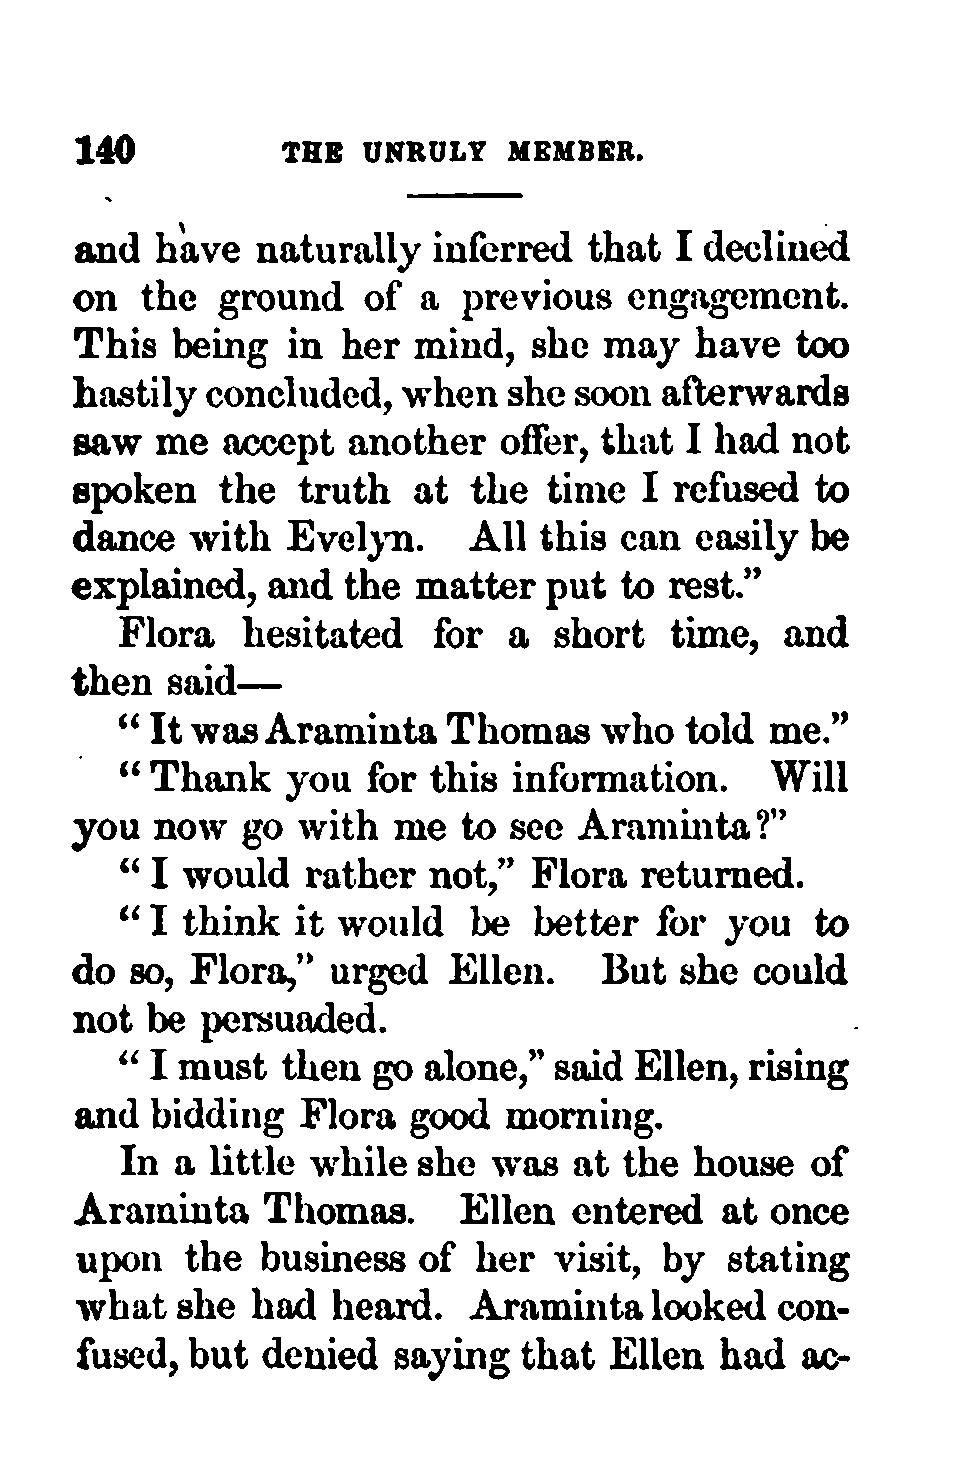 140 THE UNRULY MEMBER.
and have naturally inferred that I declined
on the ground of a previous engagement.
This being in her mind, she may have too
hastily concluded, when she soon afterwards
saw me accept another offer, that I had not
spoken the truth at the time I refused to
dance with Evelyn. All this can easily be
explained, and the matter put to rest.”
Flora hesitated for a short time, and
then said—
“ It was Araminta Thomas who told me.”
“ Thank you for this information. Will
you now go with me to see Araminta?”
“ I would rather not,” Flora returned.
“ I think it would be better for you to
do so, Flora,” urged Ellen. But she could
not be persuaded.
“ I must then go alone,” said Ellen, rising
and bidding Flora good morning.
In a little while she was at the house of
Araminta Thomas. Ellen entered at once
upon the business of her visit, by stating
what she had heard. Araminta looked con-
fused, but denied saying that Ellen had ac-